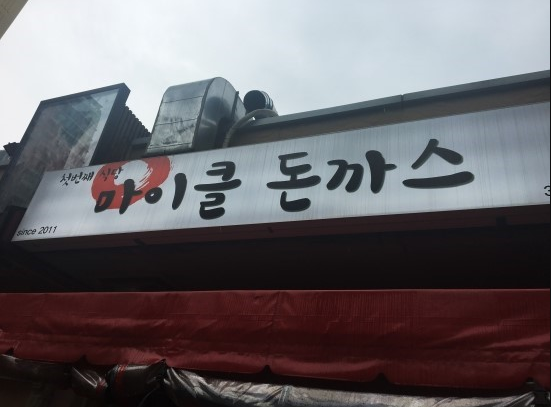 첫번째 식당
마이클 돈까스
since 2011